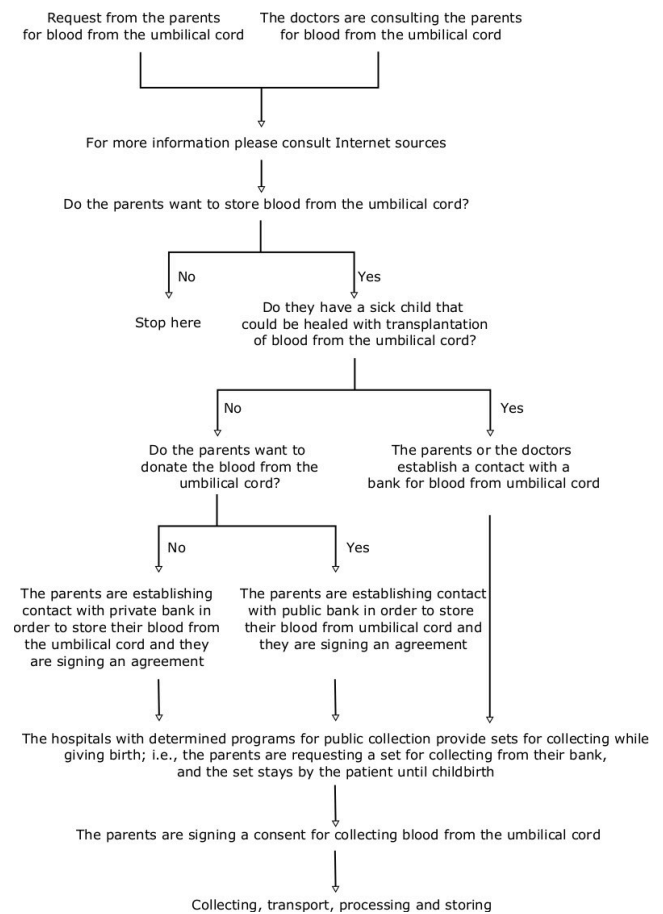 Request from the parents
for blood from the umbilical cord
The doctors are consulting the parents
for blood from the umbilical cord
For more information please consult Internet sources
Do the parents want to store blood from the umbilical cord?
No
Yes
Stop here
Do they have a sick child that
could be healed with transplantation
of blood from the umbilical cord?
No
Yes
Do the parents want to
donate the blood from the
umbilical cord?
The parents or the doctors
establish a contact with a
bank for blood from umbilical cord
No
Yes
The parents are establishing
contact with private bank in
order to store their blood from
the umbilical cord and they
are signing an agreement
The parents are establishing contact
with public bank in order to store
their blood from umbilical cord and
they are signing an agreement
The hospitals with determined programs for public collection provide sets for collecting while
giving birth; i.e., the parents are requesting a set for collecting from their bank,
and the set stays by the patient until childbirth
The parents are signing a consent for collecting blood from the umbilical cord
Collecting, transport, processing and storing